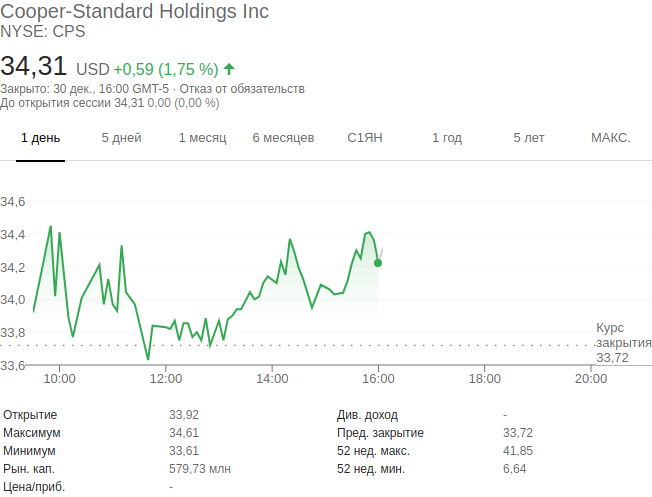 Cooper-Standard Holdings Inc
NYSE: CPS
34,31 USD +0,59 (1,75 %)
Закрыто: 30 дек., 16:00 GMT-5 · Отказ от обязательств
До открытия сессии 34,31 0,00 (0,00 %)
1 день 5 дней 1 месяц 6 месяцев С1ЯН 1 год 5 лет МАКС.
34,6
34,4
34,2
34,0
33,8
33,6
Курс
закрытия
33,72
10:00 12:00 14:00 16:00 18:00 20:00
Открытие 33,92 Див. доход -
Максимум 34,61 Пред. закрытие 33,72
Минимум 33,61 52 нед. макс. 41,85
Рын. кап. 579,73 млн 52 нед. мин. 6,64
Цена/приб. -